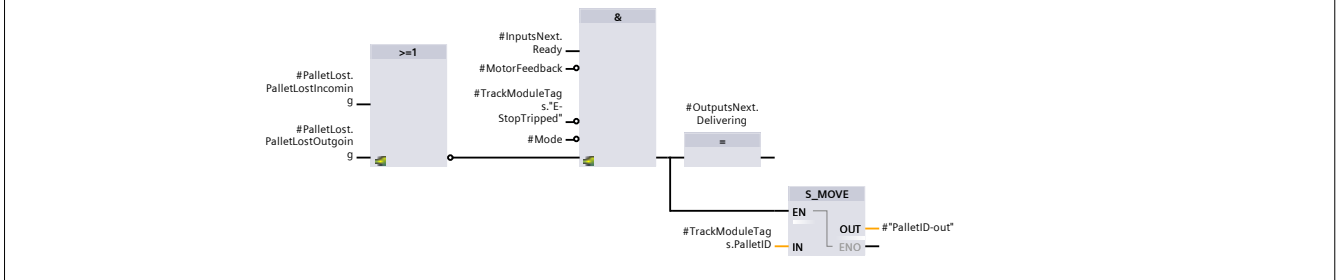 &
#InputsNext.
Ready
>=1
#MotorFeedback
#PalletLost.
PalletLostIncomin
g
#TrackModuleTag
s."E-
StopTripped"
#OutputsNext.
Delivering
#PalletLost.
PalletLostOutgoin
g
#Mode
=
S_MOVE
EN
#TrackModuleTag
s.PalletID
IN
OUT
#"PalletID-out"
ENO